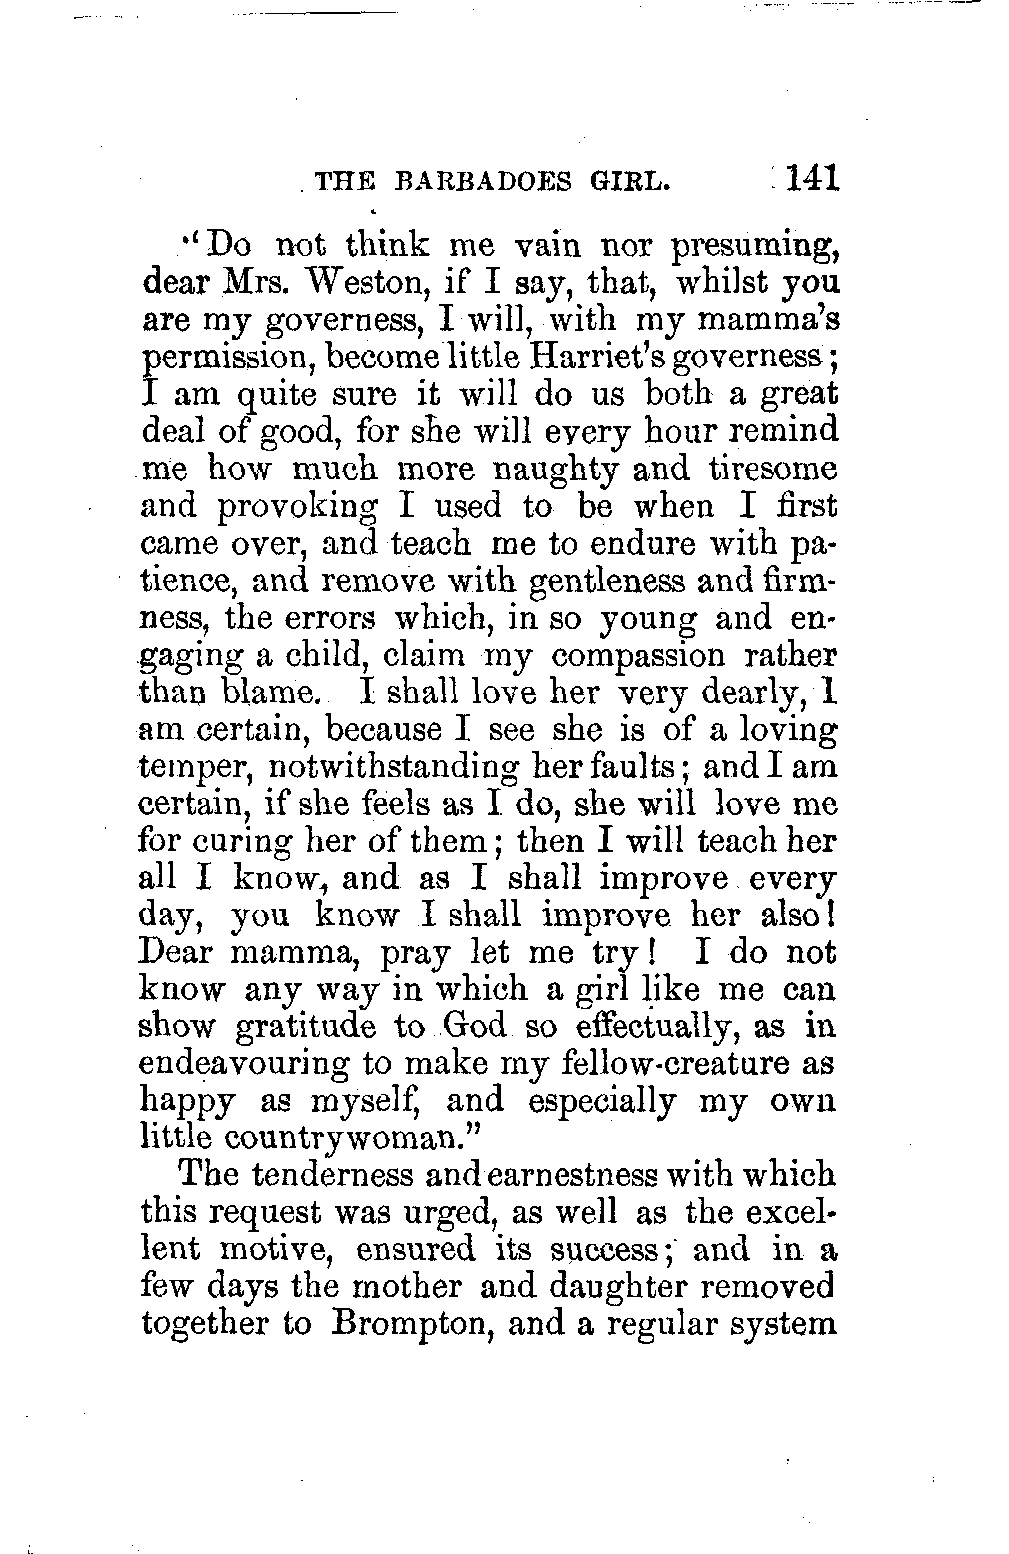 THE BARBADOES GIRL. 141
"Do not think me vain nor presuming,
dear Mrs. Weston, if I say, that, whilst you
are my governess, I will, with my mamma's
permission, become little Harriet's governess;
I am quite sure it will do us both a great
deal of good, for she will every hour remind
me how much more naughty and tiresome
and provoking I used to be when I first
came over, and teach me to endure with pa-
tience, and remove with gentleness and firm-
ness, the errors which, in so young and en-
gaging a child, claim my compassion rather
than blame. I shall love her very dearly, I
am certain, because I see she is of a loving
temper, notwithstanding her faults; and I am
certain, if she feels as I do, she will love me
for curing her of them; then I will teach her
all I know, and as I shall improve every
day, you know I shall improve her also!
Dear mamma, pray let me try! I do not
know any way in which a girl like me can
show gratitude to God so effectually, as in
endeavouring to make my fellow-creature as
happy as myself, and especially my own
little countrywoman."
The tenderness and earnestness with which
this request was urged, as well as the excel-
lent motive, ensured its success; and in a
few days the mother and daughter removed
together to Brompton, and a regular system